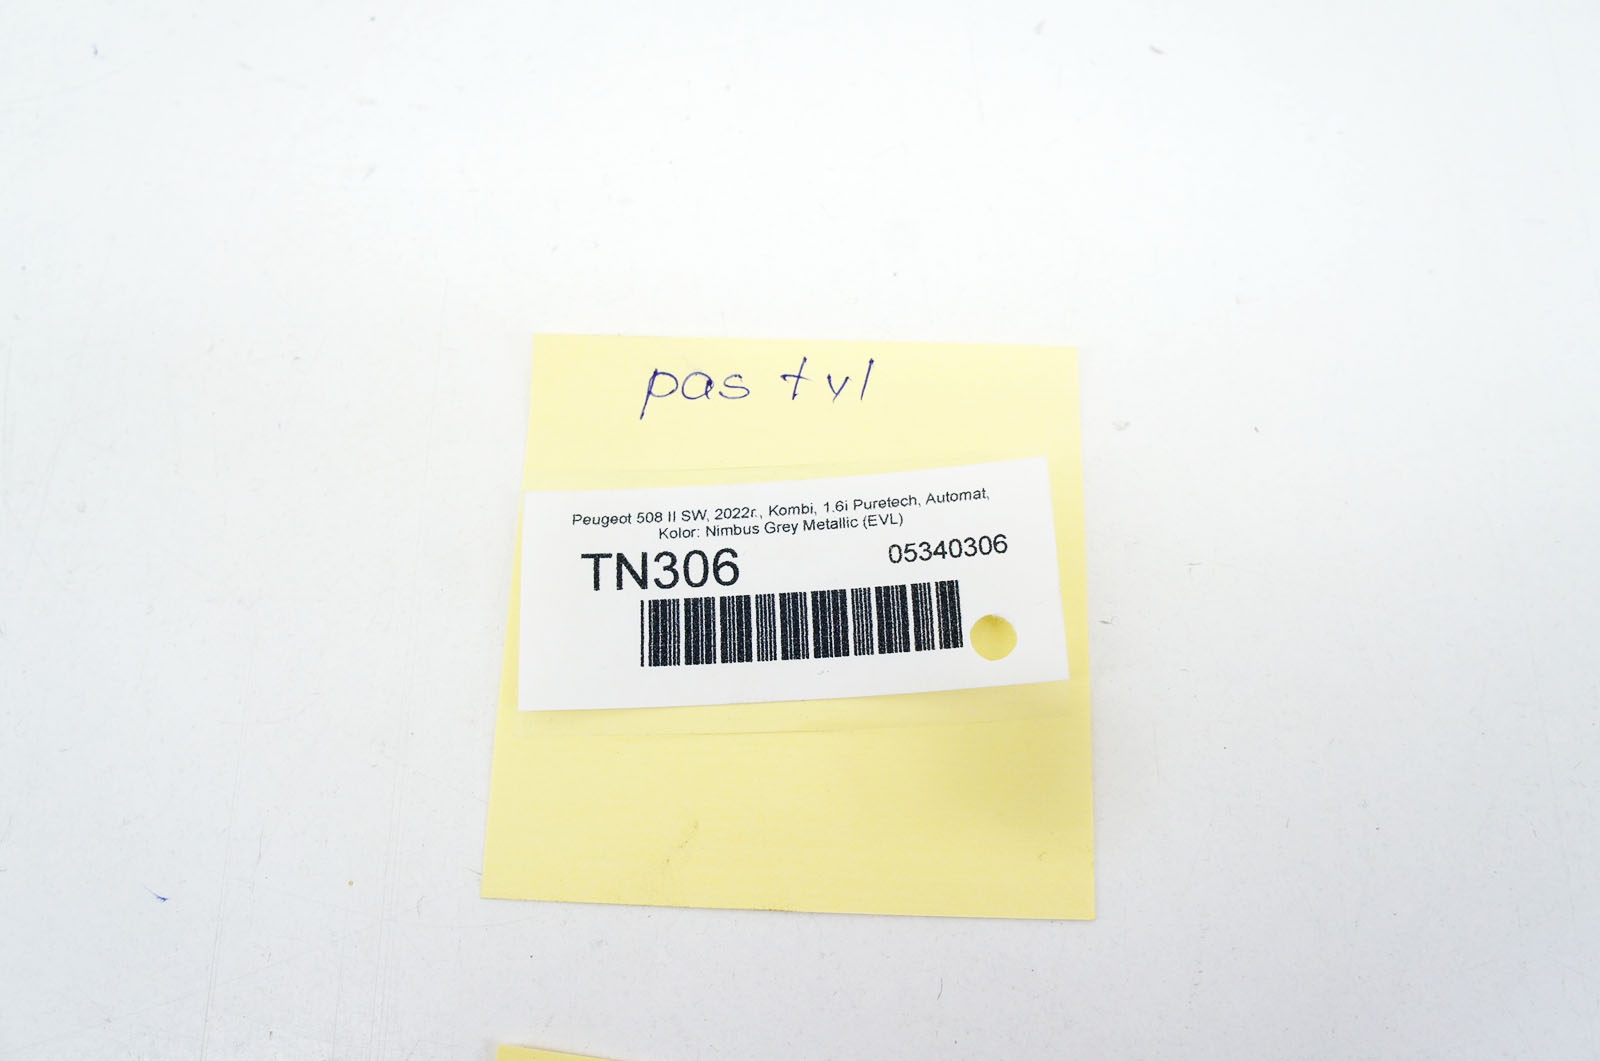 pas tyl
Peugeot 508 II SW, 2022r., Kombi, 1.6i Puretech, Automat,
Kolor: Nimbus Grey Metallic (EVL)
TN306 05340306